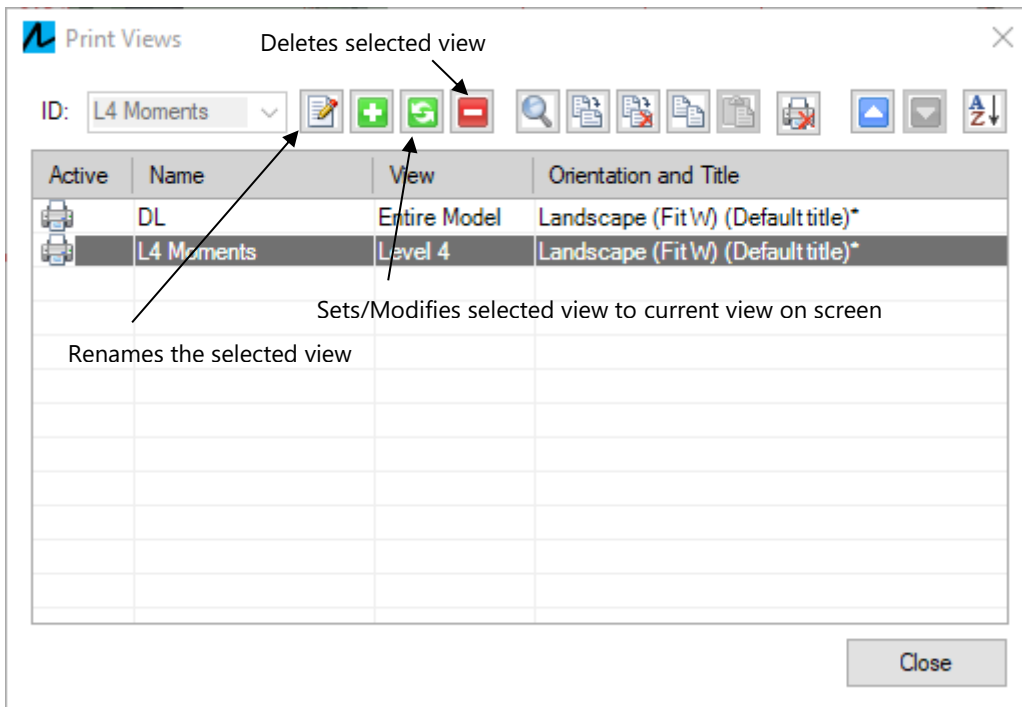 Print Views
Deletes selected view
ID: L4 Moments
A
Z
Active Name View Orientation and Title
DL Entire Model Landscape (Fit W) (Default title)*
L4 Moments Level 4 Landscape (Fit W) (Default title)*
Sets/Modifies selected view to current view on screen
Renames the selected view
Close